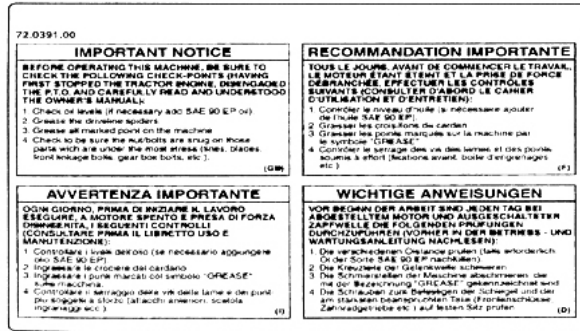 72.0391.00
IMPORTANT NOTICE
BEFORE OPERATING THIS MACHINE, BE SURE TO
CHECK THE FOLLOWING CHECK-POINTS (HAVING
FIRST STOPPED THE TRACTOR ENGINE, DISENGAGED
THE P.T.O. AND CAREFULLY READ AND UNDERSTOOD
THE OWNER'S MANUAL):
1 Check oil levels (if necessary add SAE 90 EP oil)
2 Grease the driveline spiders
3 Grease all marked point on the machine
4 Check to be sure the nut/bolts are snug on those
parts wich are under the most stress (tines, blades,
front linkage bolts, gear box bolts, etc.).
(GB)
RECOMMANDATION IMPORTANTE
TOUS LE JOURS, AVANT DE COMMENCER LE TRAVAIL,
LE MOTEUR ÉTANT ÉTEINT ET LA PRISE DE FORCE
DÉBRANCHÉE, EFFECTUER LES CONTRÔLES
SUIVANTS (CONSULTER D'ABORD LE CAHIER
D'UTILISATION ET D'ENTRETIEN):
1 Contrôler le niveau d'huile (si nécessaire ajouter
de l'huile SAE 90 EP).
2 Graisser les croisillons de cardan
3 Graisser les points marqués sur la machine par
le symbole "GREASE"
4 Contrôler le serrage des vis des lames et des points
soumis à effort (fixations avant, boite d'engrenages
etc.)
(F)
AVVERTENZA IMPORTANTE
OGNI GIORNO, PRIMA DI INIZIARE IL LAVORO
ESEGUIRE, A MOTORE SPENTO E PRESA DI FORZA
DISINSERITA, I SEGUENTI CONTROLLI
(CONSULTARE PRIMA IL LIBRETTO USO E
MANUTENZIONE):
1 Controllare i livelli dell'olio (se necessario aggiungere
olio SAE 90 EP)
2 Ingrassare le crociere del cardano
3 Ingrassare i punti marcati col simbolo "GREASE"
sulla macchina.
4 Controllare il serraggio delle viti delle lame e dei punti
più soggetti a sforzo (attacchi anteriori, scatola
ingranaggi ecc.)
(I)
WICHTIGE ANWEISUNGEN
VOR BEGINN DER ARBEIT SIND JEDEN TAG BEI
ABGESTELLTEM MOTOR UND AUSGESCHALTETER
ZAPFWELLE DIE FOLGENDEN PRÜFUNGEN
DURCHZUFÜHREN (VORHER IN DER BETRIEBS - UND
WARTUNGSANLEITUNG NACHLESEN):
1. Die verschiedenen Ölstance prüfen (falls erforderlich
Öl der Sorte SAE 90 EP nachfüllen)
2. Die Kreuzteile der Gelenkwelle schmieren
3. Die Schmierstellen der Maschine abschmieren, die
mit der Bezeichnung "GREASE" gekennzeichnet sind
4. Die Schrauben zum Befestigen der Schlegel und der
am stärksten beanspruchten Teile
Zahnradgetriebe etc.) auf festen Sitz prüfen
(D)